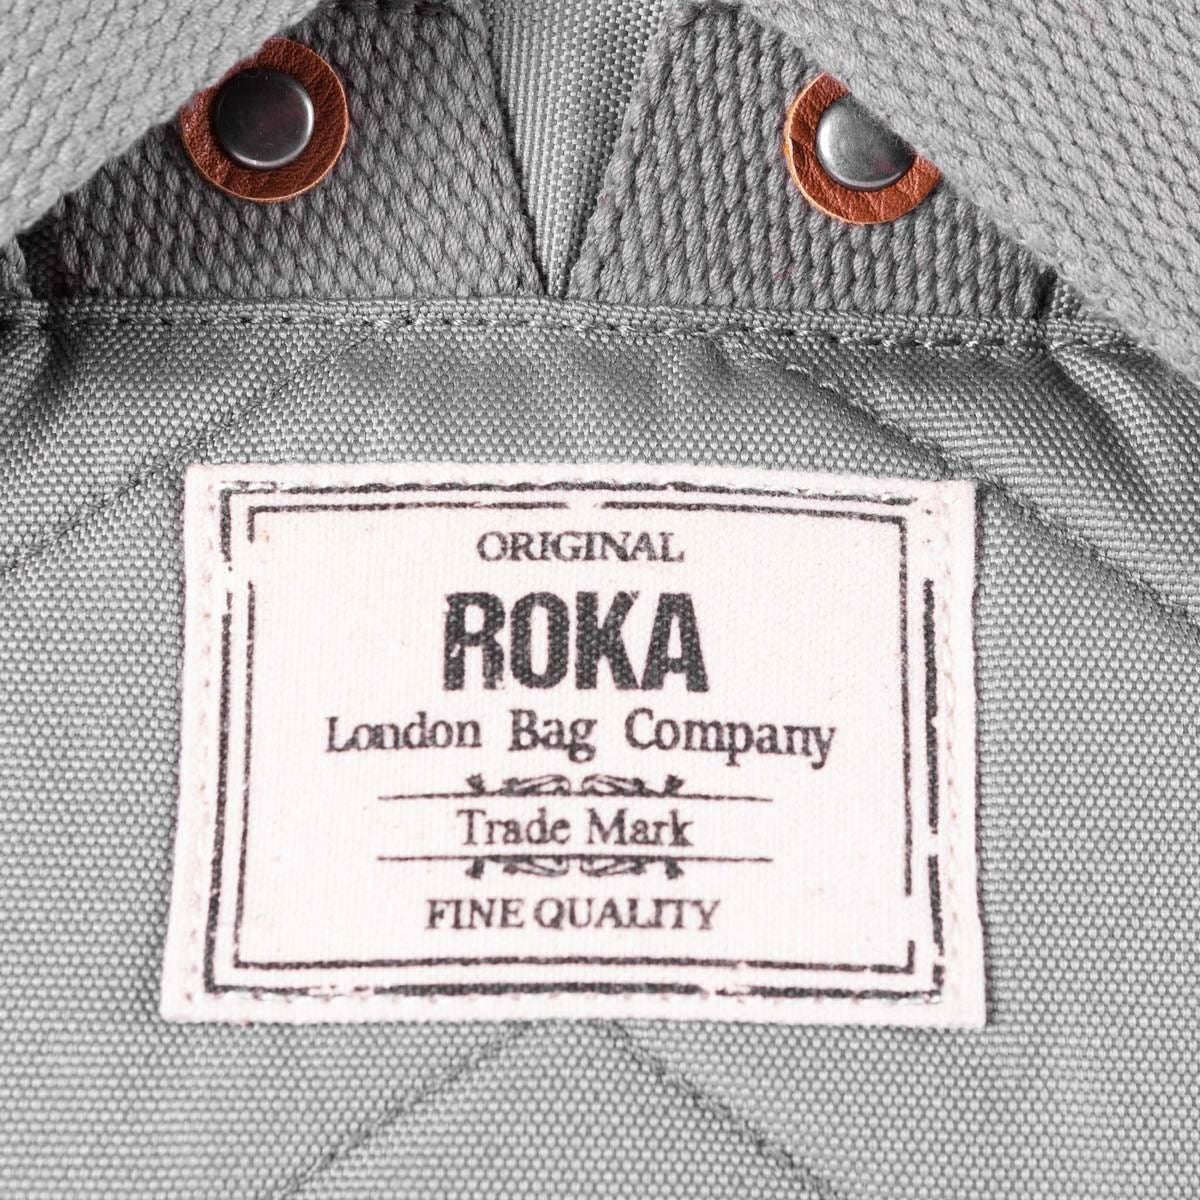 ORIGINAL
ROKA
London Bag Company
Trade Mark
FINE QUALITY